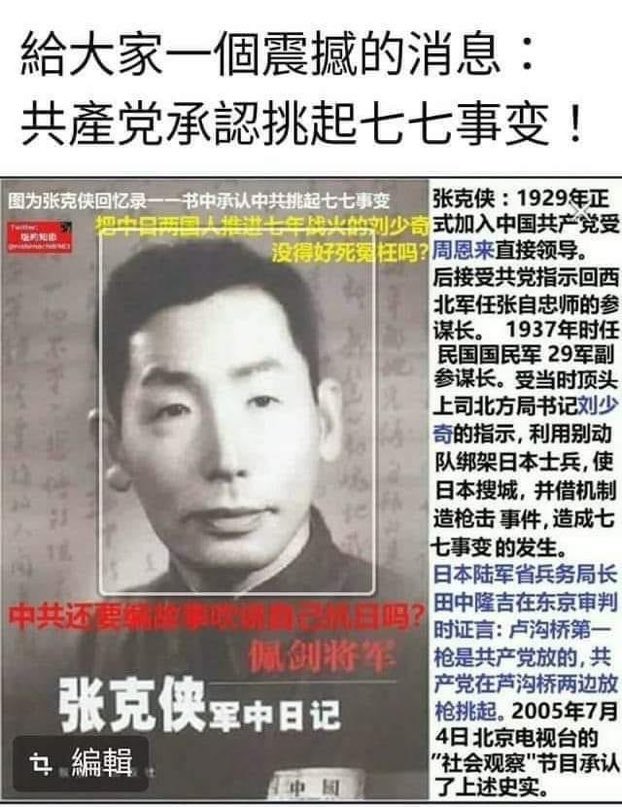 給大家一個震撼的消息：
共產党承認挑起七七事变！
图为张克侠回忆录一一书中承认中共挑起七七事变
把中日两国人推进七年战火的刘少奇
没得好死冤枉吗?
Twitter:
中共还要编故事吹嘘自己抗日吗?
佩剑将军
张克侠军中日记
编輯
中国
张克侠：1929年正
式加入中国共产党受
周恩来直接领导。
后接受共党指示回西
北军任张自忠师的参
谋长。 1937年时任
民国国民军 29军副
参谋长。受当时顶头
上司北方局书记刘少
奇的指示, 利用别动
队绑架日本士兵, 使
日本搜城, 并借机制
造枪击 事件, 造成七
七事变 的发生。
日本陆军省兵务局长
田中隆吉在东京审判
时证言: 卢沟桥第一
枪是共产党放的, 共
产党在芦沟桥两边放
枪挑起。2005年7月
4日北京电视台的
"社会观察"节目承认
了上述史实。